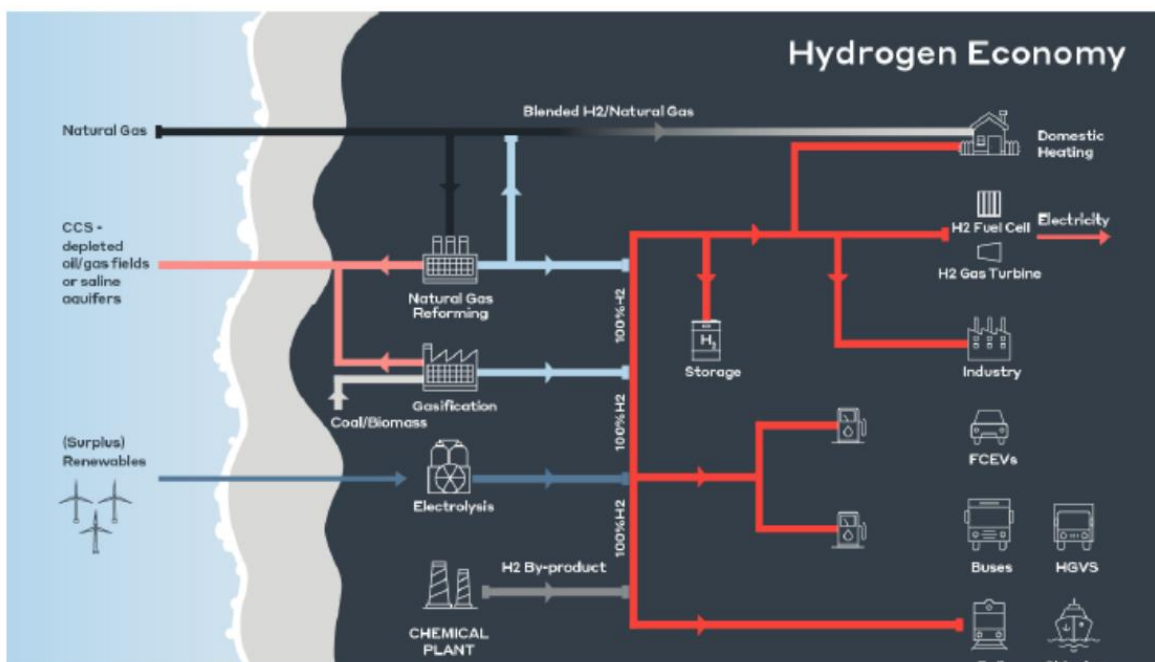 Hydrogen Economy
Blended H2/Natural Gas
Natural Gas
Domestic
Heating
CCS -
depleted
oil/gas fields
or saline
aquifers
H2 Fuel Cell
Electricity
H2 Gas Turbine
Natural Gas
Reforming
100%H2
H2
Storage
Industry
Gasification
Coal/Biomass
100%H2
(Surplus)
Renewables
FCEVs
Electrolysis
100%H2
Buses
HGVS
H2 By-product
CHEMICAL
PLANT